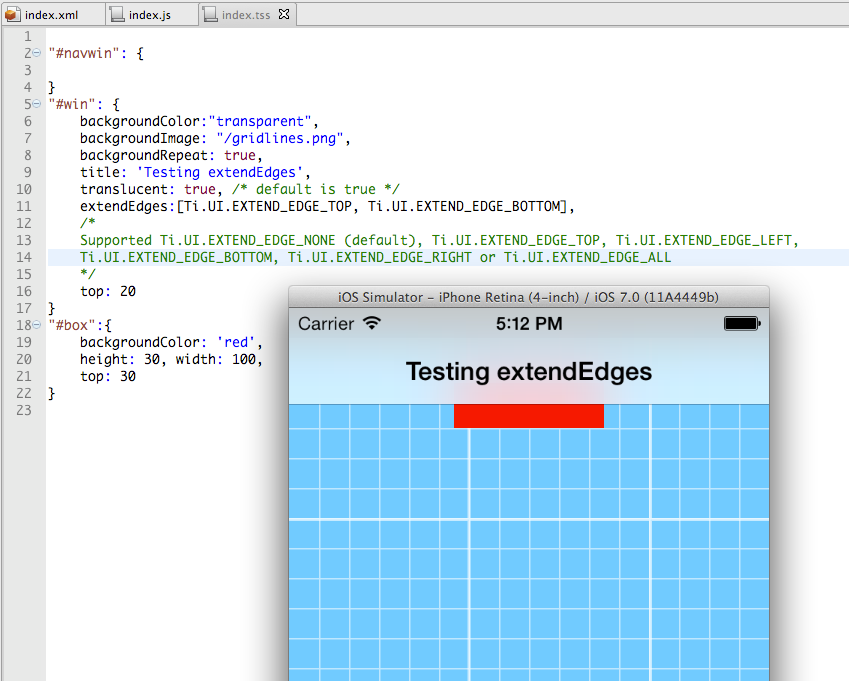 index.xml index.js index.tss
1
2 "#navwin": {
3
4 }
5 "#win": {
6 backgroundColor:"transparent",
7 backgroundImage: "/gridlines.png",
8 backgroundRepeat: true,
9 title: 'Testing extendEdges',
10 translucent: true, /* default is true */
11 extendEdges:[Ti.UI.EXTEND_EDGE_TOP, Ti.UI.EXTEND_EDGE_BOTTOM],
12 /*
13 Supported Ti.UI.EXTEND_EDGE_NONE (default), Ti.UI.EXTEND_EDGE_TOP, Ti.UI.EXTEND_EDGE_LEFT,
14 Ti.UI.EXTEND_EDGE_BOTTOM, Ti.UI.EXTEND_EDGE_RIGHT or Ti.UI.EXTEND_EDGE_ALL
15 */
16 top: 20
17 }
18 "#box":{
19 backgroundColor: 'red',
20 height: 30, width: 100,
21 top: 30
22 }
23
iOS Simulator – iPhone Retina (4-inch) / iOS 7.0 (11A4449b)
Carrier 5:12 PM
Testing extendEdges